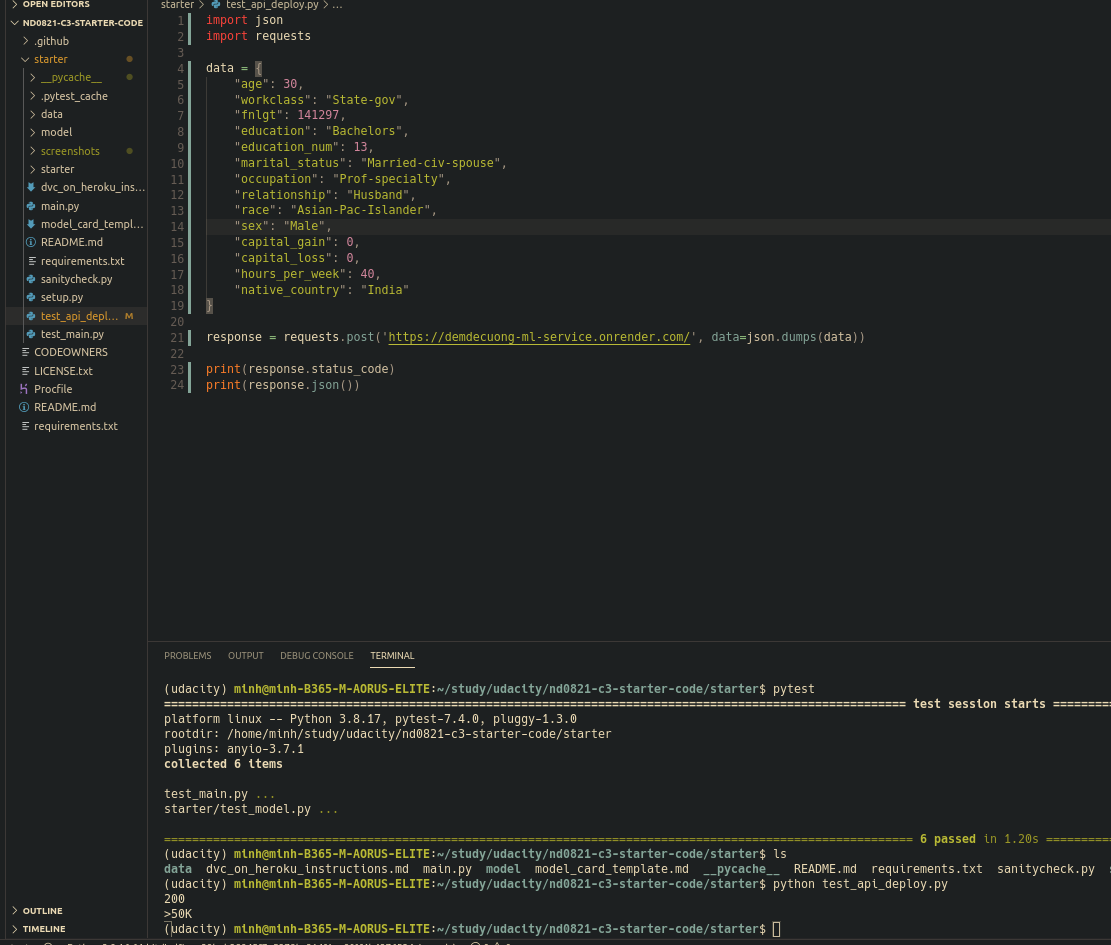 OPEN EDITORS
ND0821-C3-STARTER-CODE
.github
starter
__pycache__
.pytest_cache
data
model
screenshots
starter
dvc_on_heroku_ins...
main.py
model_card_templ...
README.md
requirements.txt
sanitycheck.py
setup.py
test_api_depl... M
test_main.py
CODEOWNERS
LICENSE.txt
Procfile
README.md
requirements.txt
OUTLINE
TIMELINE
starter > test_api_deploy.py > ...
1 import json
2 import requests
3
4 data = {
5 "age": 30,
6 "workclass": "State-gov",
7 "fnlgt": 141297,
8 "education": "Bachelors",
9 "education_num": 13,
10 "marital_status": "Married-civ-spouse",
11 "occupation": "Prof-specialty",
12 "relationship": "Husband",
13 "race": "Asian-Pac-Islander",
14 "sex": "Male",
15 "capital_gain": 0,
16 "capital_loss": 0,
17 "hours_per_week": 40,
18 "native_country": "India"
19 }
20
21 response = requests.post('https://demdecuong-ml-service.onrender.com/', data=json.dumps(data))
22
23 print(response.status_code)
24 print(response.json())
PROBLEMS OUTPUT DEBUG CONSOLE TERMINAL
(udacity) minh@minh-B365-M-AORUS-ELITE:~/study/udacity/nd0821-c3-starter-code/starter$ pytest
========================================================================================================== test session starts =========
platform linux -- Python 3.8.17, pytest-7.4.0, pluggy-1.3.0
rootdir: /home/minh/study/udacity/nd0821-c3-starter-code/starter
plugins: anyio-3.7.1
collected 6 items
test_main.py ...
starter/test_model.py ...
=========================================================================================================== 6 passed in 1.20s ==========
(udacity) minh@minh-B365-M-AORUS-ELITE:~/study/udacity/nd0821-c3-starter-code/starter$ ls
data dvc_on_heroku_instructions.md main.py model model_card_template.md __pycache__ README.md requirements.txt sanitycheck.py
(udacity) minh@minh-B365-M-AORUS-ELITE:~/study/udacity/nd0821-c3-starter-code/starter$ python test_api_deploy.py
200
>50K
(udacity) minh@minh-B365-M-AORUS-ELITE:~/study/udacity/nd0821-c3-starter-code/starter$